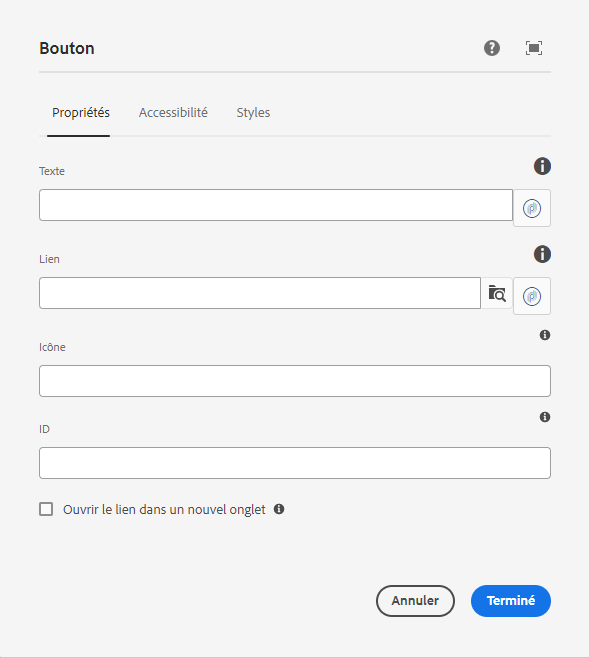 Bouton
Propriétés Accessibilité Styles
Texte
Lien
Icône
ID
Ouvrir le lien dans un nouvel onglet
Annuler Terminé